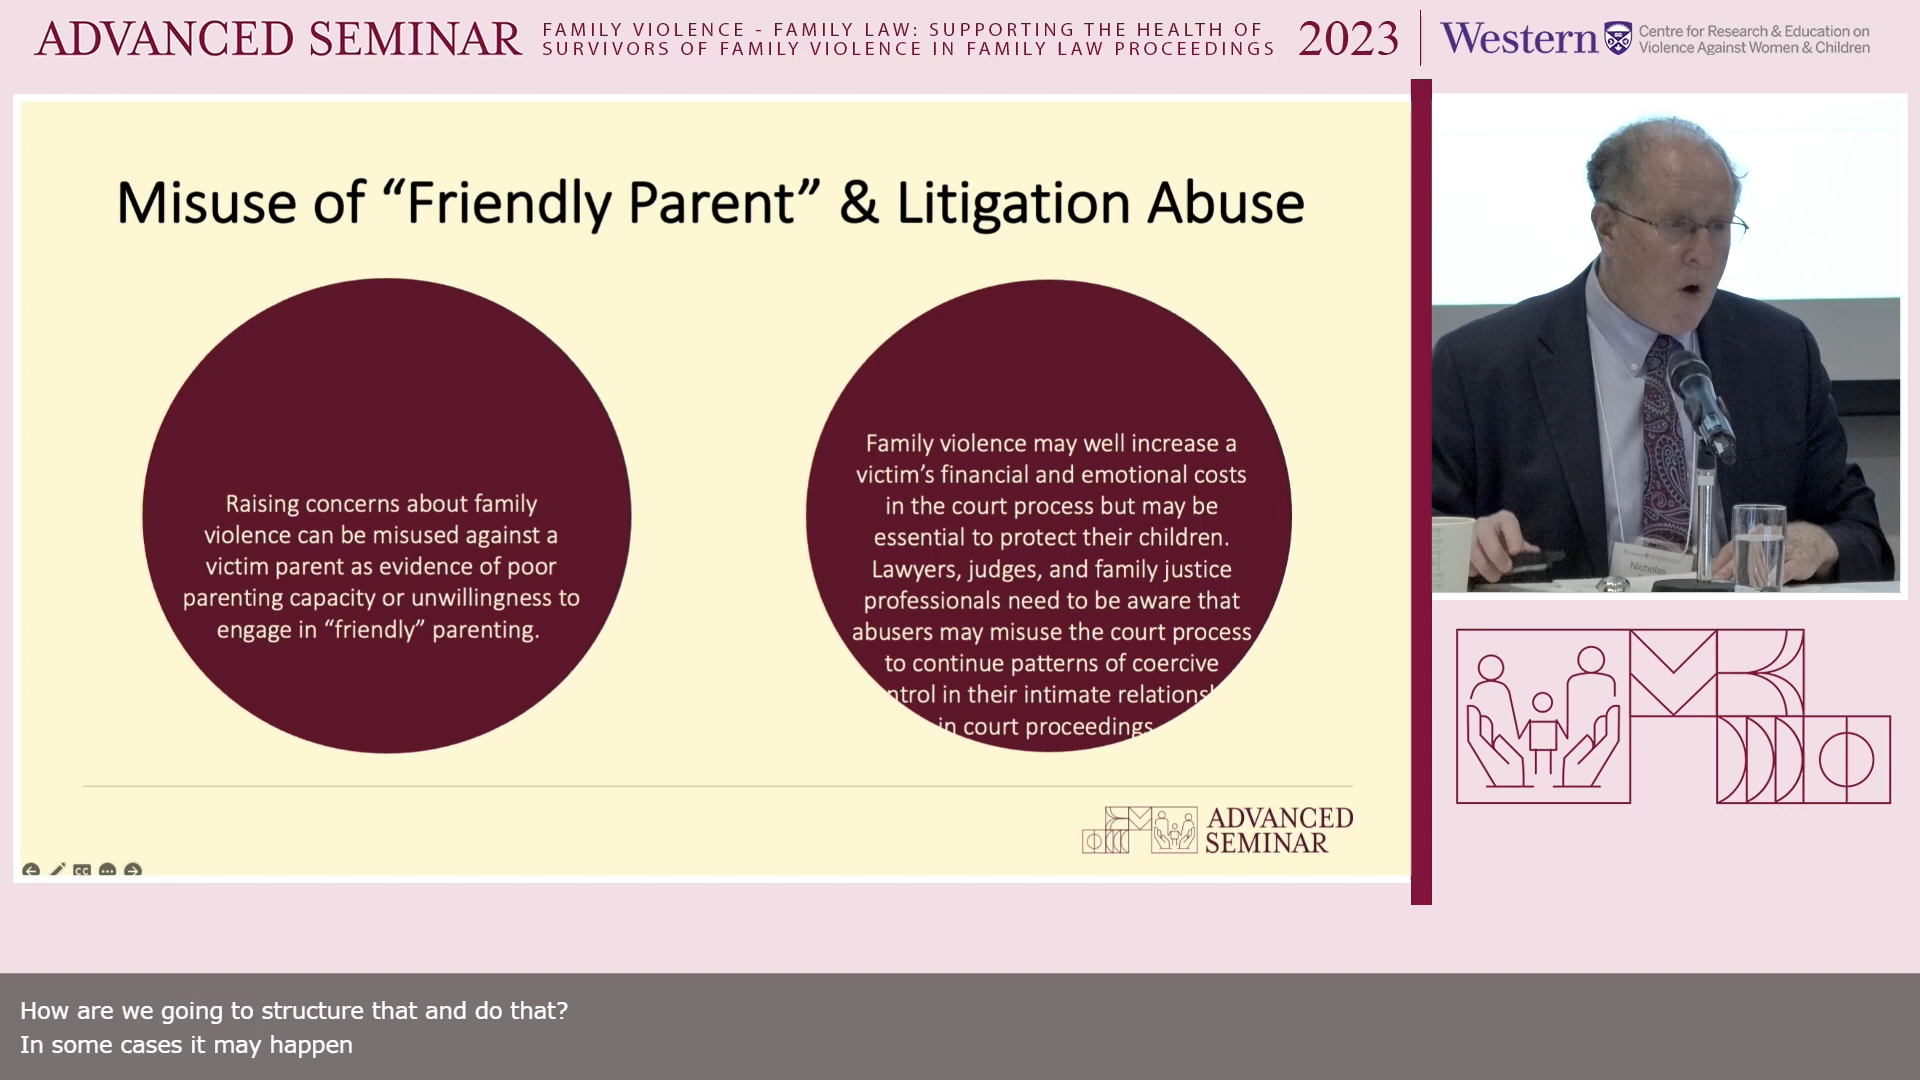 ADVANCED SEMINAR
FAMILY VIOLENCE - FAMILY LAW: SUPPORTING THE HEALTH OF
SURVIVORS OF FAMILY VIOLENCE IN FAMILY LAW PROCEEDINGS
2023
Western
Centre for Research & Education on
Violence Against Women & Children
Misuse of “Friendly Parent” & Litigation Abuse
Raising concerns about family
violence can be misused against a
victim parent as evidence of poor
parenting capacity or unwillingness to
engage in “friendly” parenting.
Family violence may well increase a
victim’s financial and emotional costs
in the court process but may be
essential to protect their children.
Lawyers, judges, and family justice
professionals need to be aware that
abusers may misuse the court process
to continue patterns of coercive
in their intimate
in court proceedings
Nicholas
ADVANCED
SEMINAR
CC
How are we going to structure that and do that?
In some cases it may happen